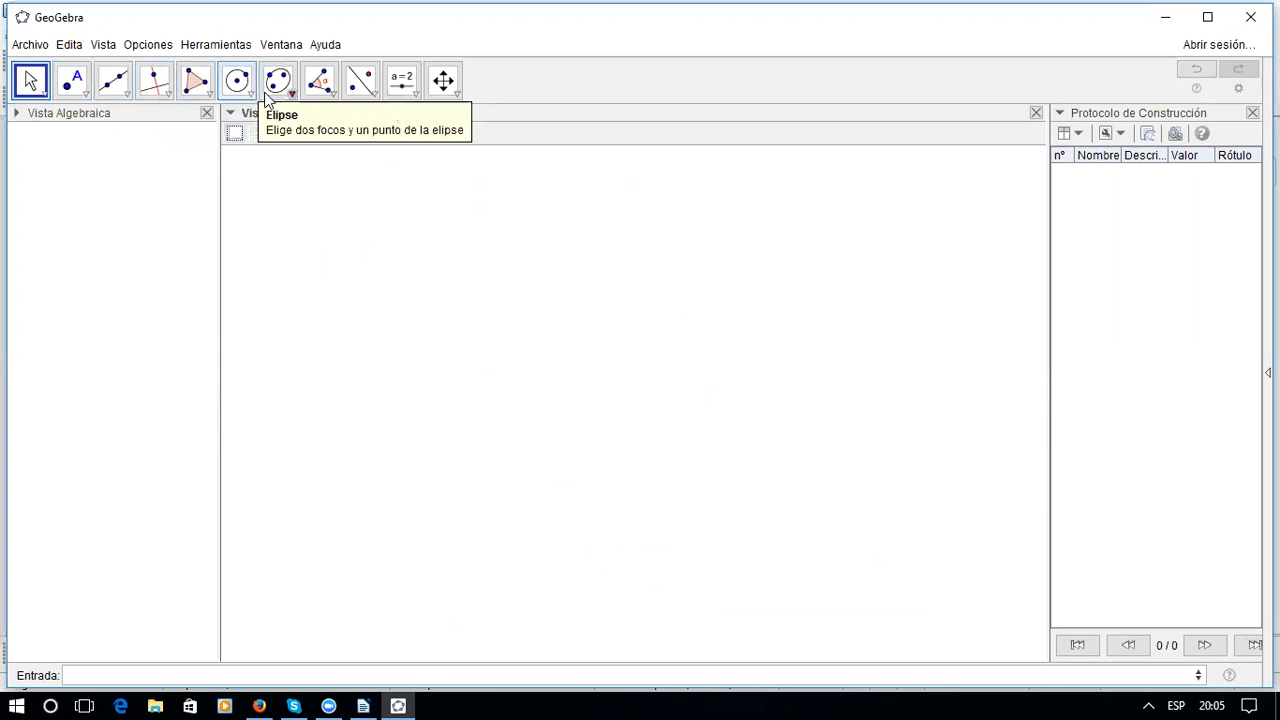 GeoGebra
Archivo Edita Vista Opciones Herramientas Ventana Ayuda Abrir sesión...
A α a=2
Vista Algebraica Vis Protocolo de Construcción
Elipse
Elige dos focos y un punto de la elipse
nº Nombre Descri... Valor Rótulo
0 / 0
Entrada:
ESP 20:05